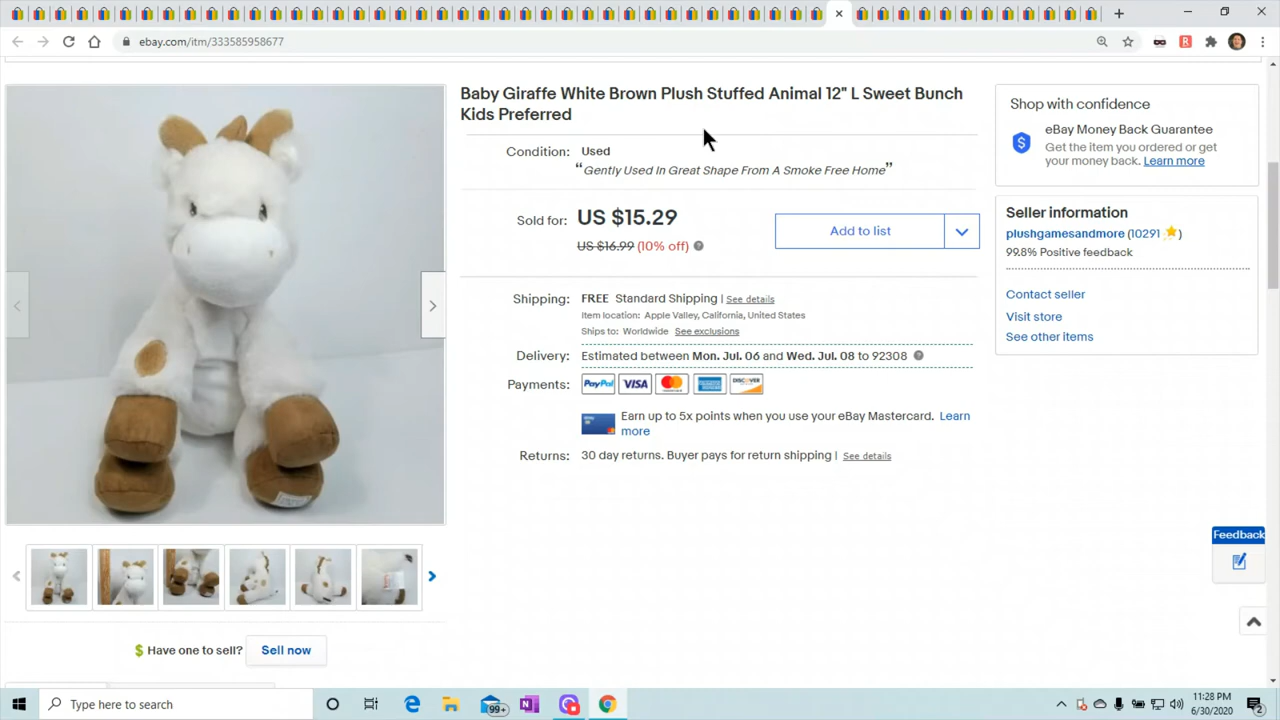 ebay.com/itm/333585958677
Baby Giraffe White Brown Plush Stuffed Animal 12" L Sweet Bunch
Kids Preferred
Condition: Used
“Gently Used In Great Shape From A Smoke Free Home”
Sold for: US $15.29
US $16.99 (10% off)
Add to list
Shipping: FREE Standard Shipping | See details
Item location: Apple Valley, California, United States
Ships to: Worldwide See exclusions
Delivery: Estimated between Mon. Jul. 06 and Wed. Jul. 08 to 92308
Payments: PayPal VISA
Earn up to 5x points when you use your eBay Mastercard. Learn
more
Returns: 30 day returns. Buyer pays for return shipping | See details
Shop with confidence
eBay Money Back Guarantee
Get the item you ordered or get
your money back. Learn more
Seller information
plushgamesandmore (10291 )
99.8% Positive feedback
Contact seller
Visit store
See other items
Feedback
$ Have one to sell? Sell now
Type here to search
99+
11:28 PM
6/30/2020
2